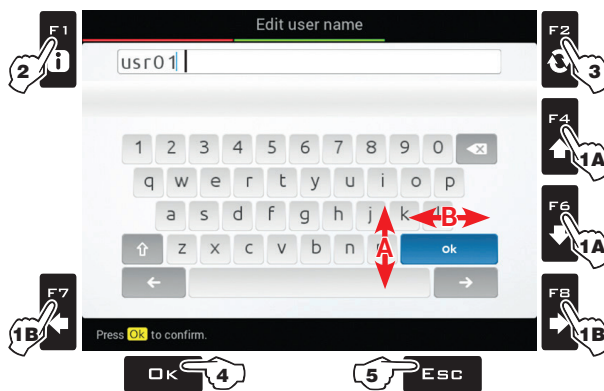 Edit user name
F1
2
usr01
F2
3
1 2 3 4 5 6 7 8 9 0
q w e r t y u i o p
a s d f g h j k
z x c v b n
ok
A
B
F4
1A
F6
1A
F7
1B
F8
1B
Press Ok to confirm.
OK
4
5
ESC